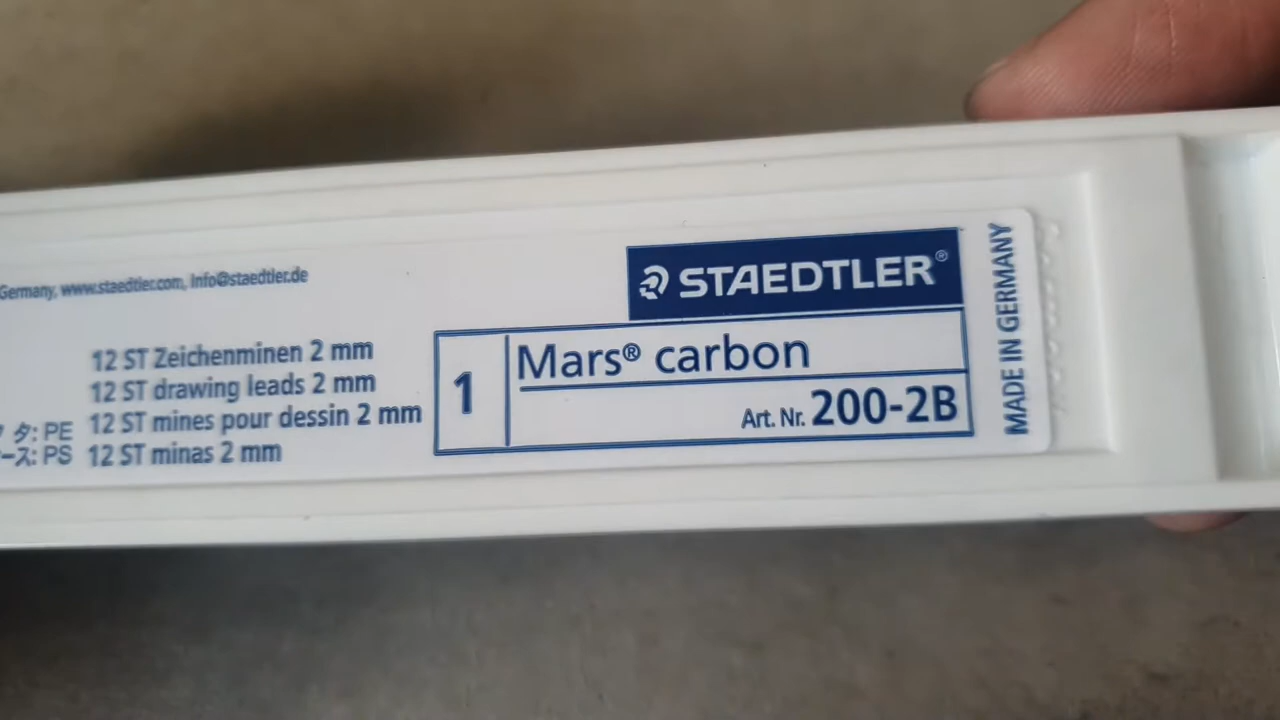 Germany, www.staedtler.com, Info@staedtler.de
12 ST Zeichenminen 2 mm
12 ST drawing leads 2 mm
タ: PE 12 ST mines pour dessin 2 mm
ース: PS 12 ST minas 2 mm
STAEDTLER®
1
Mars® carbon
Art. Nr. 200-2B
MADE IN GERMANY